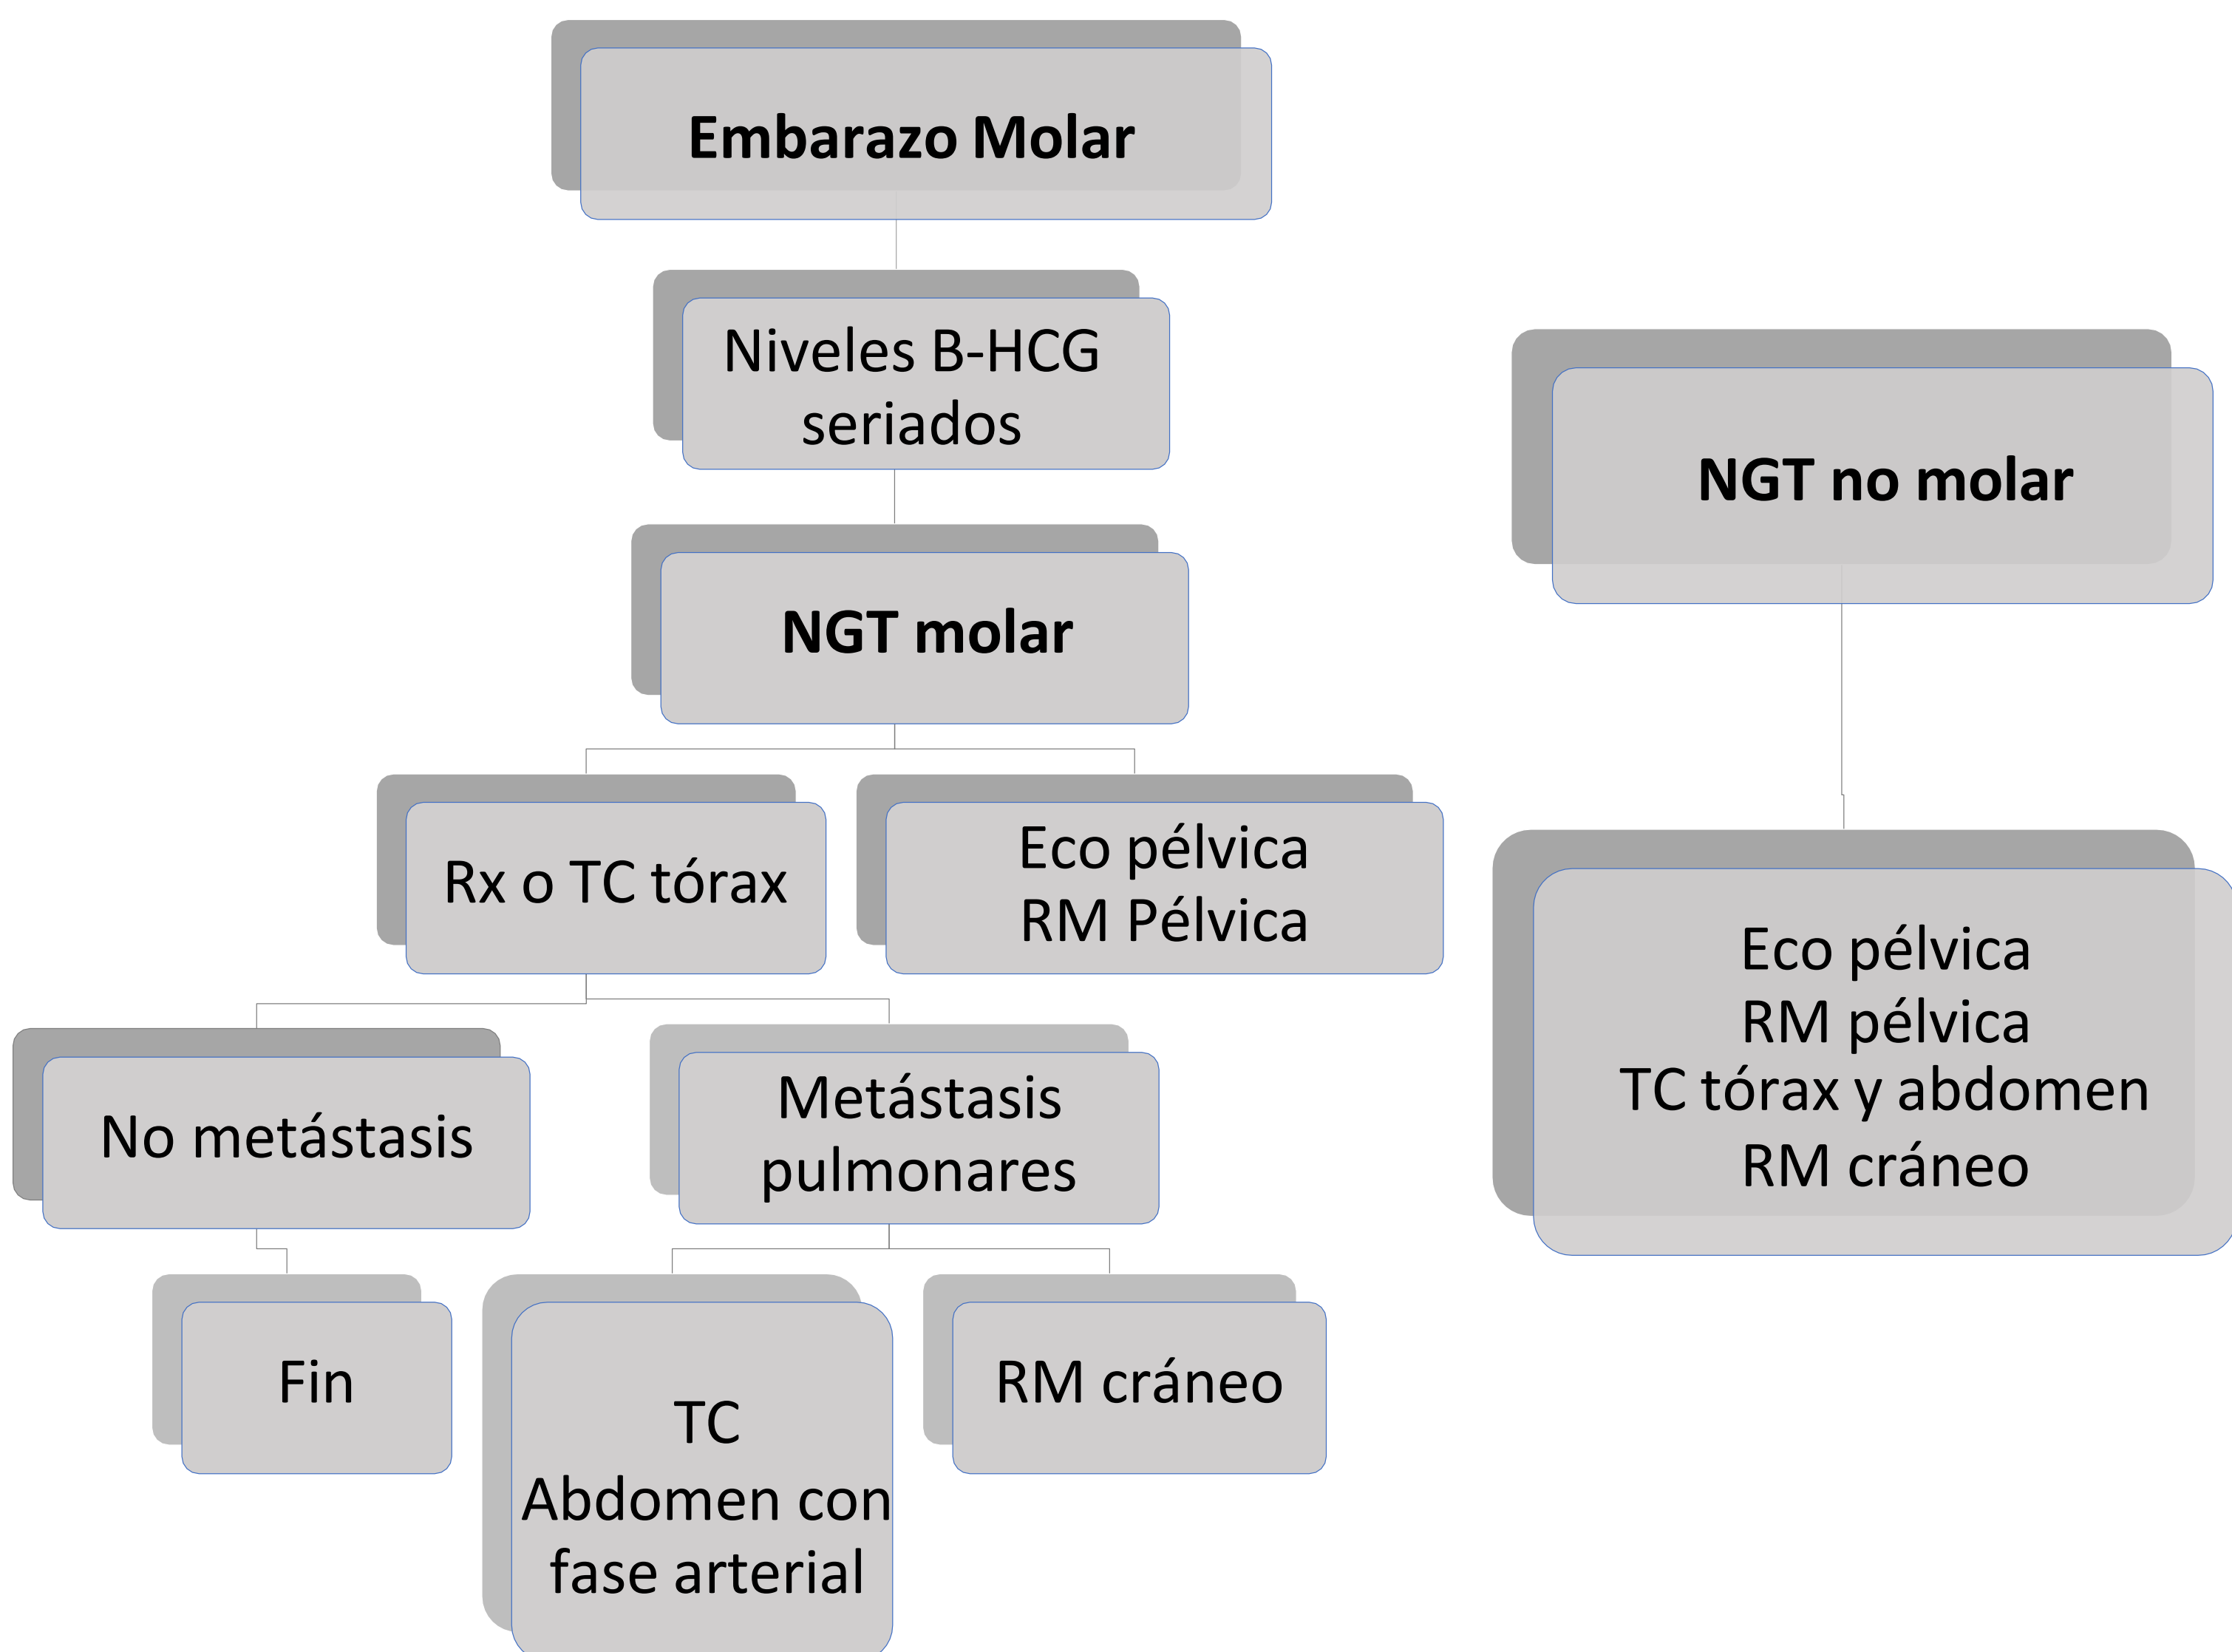 Embarazo Molar
Niveles B-HCG
seriados
NGT molar
Rx o TC tórax
Eco pélvica
RM Pélvica
No metástasis
Metástasis
pulmonares
Fin
TC
Abdomen con
fase arterial
RM cráneo
NGT no molar
Eco pélvica
RM pélvica
TC tórax y abdomen
RM cráneo